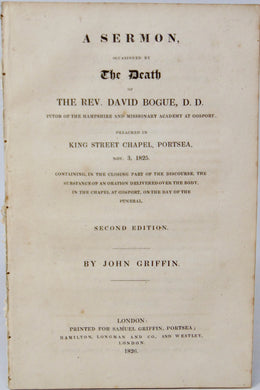 A SERMON,
OCCASIONED BY
The Death
OF
THE REV. DAVID BOGUE, D. D.
TUTOR OF THE HAMPSHIRE AND MISSIONARY ACADEMY AT GOSPORT,
PREACHED IN
KING STREET CHAPEL, PORTSEA,
NOV. 3, 1825.
CONTAINING, IN THE CLOSING PART OF THE DISCOURSE, THE
SUBSTANCE OF AN ORATION DELIVERED OVER THE BODY,
IN THE CHAPEL AT GOSPORT, ON THE DAY OF THE
FUNERAL.
SECOND EDITION.
BY JOHN GRIFFIN.
LONDON:
PRINTED FOR SAMUEL GRIFFIN, PORTSEA;
HAMILTON, LONGMAN AND CO, AND WESTLEY,
LONDON.
1826.